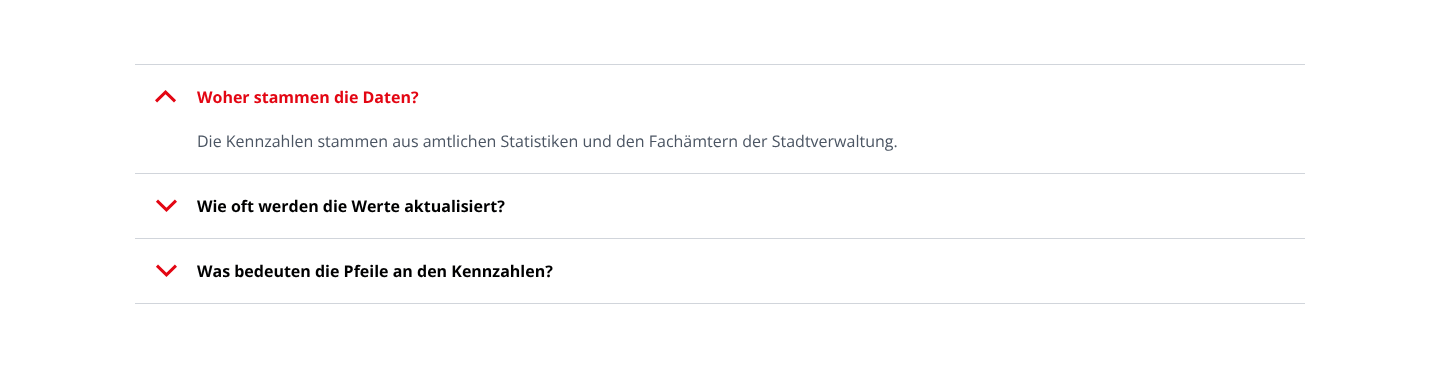 Woher stammen die Daten?
Die Kennzahlen stammen aus amtlichen Statistiken und den Fachämtern der Stadtverwaltung.
Wie oft werden die Werte aktualisiert?
Was bedeuten die Pfeile an den Kennzahlen?